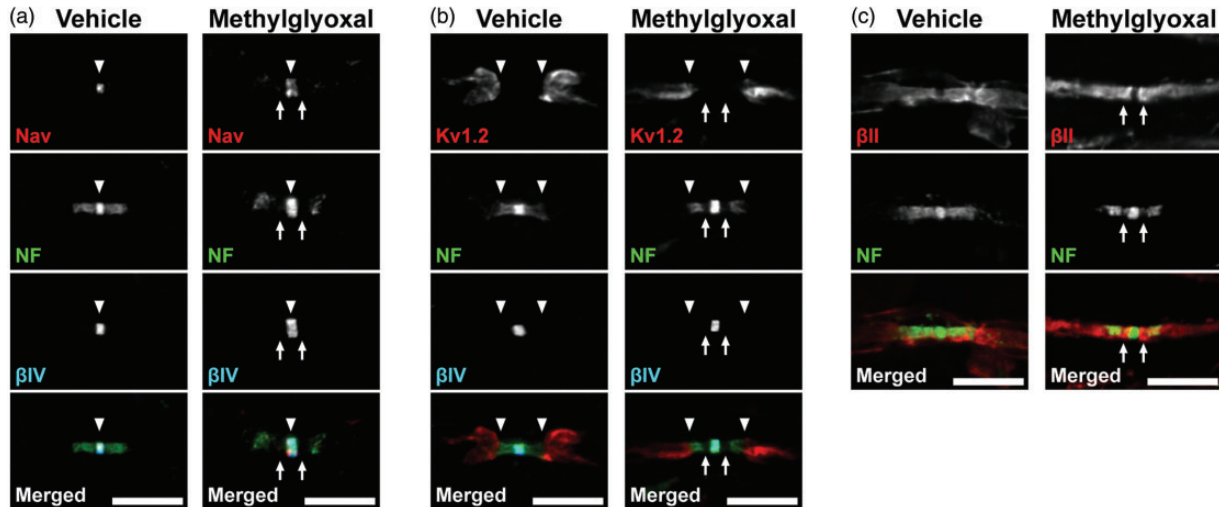 (a)
Vehicle
Methylglyoxal
Nav
Nav
NF
NF
βIV
βIV
Merged
Merged
(b)
Vehicle
Methylglyoxal
Kv1.2
Kv1.2
NF
NF
βIV
βIV
Merged
Merged
(c)
Vehicle
Methylglyoxal
βII
βII
NF
NF
Merged
Merged